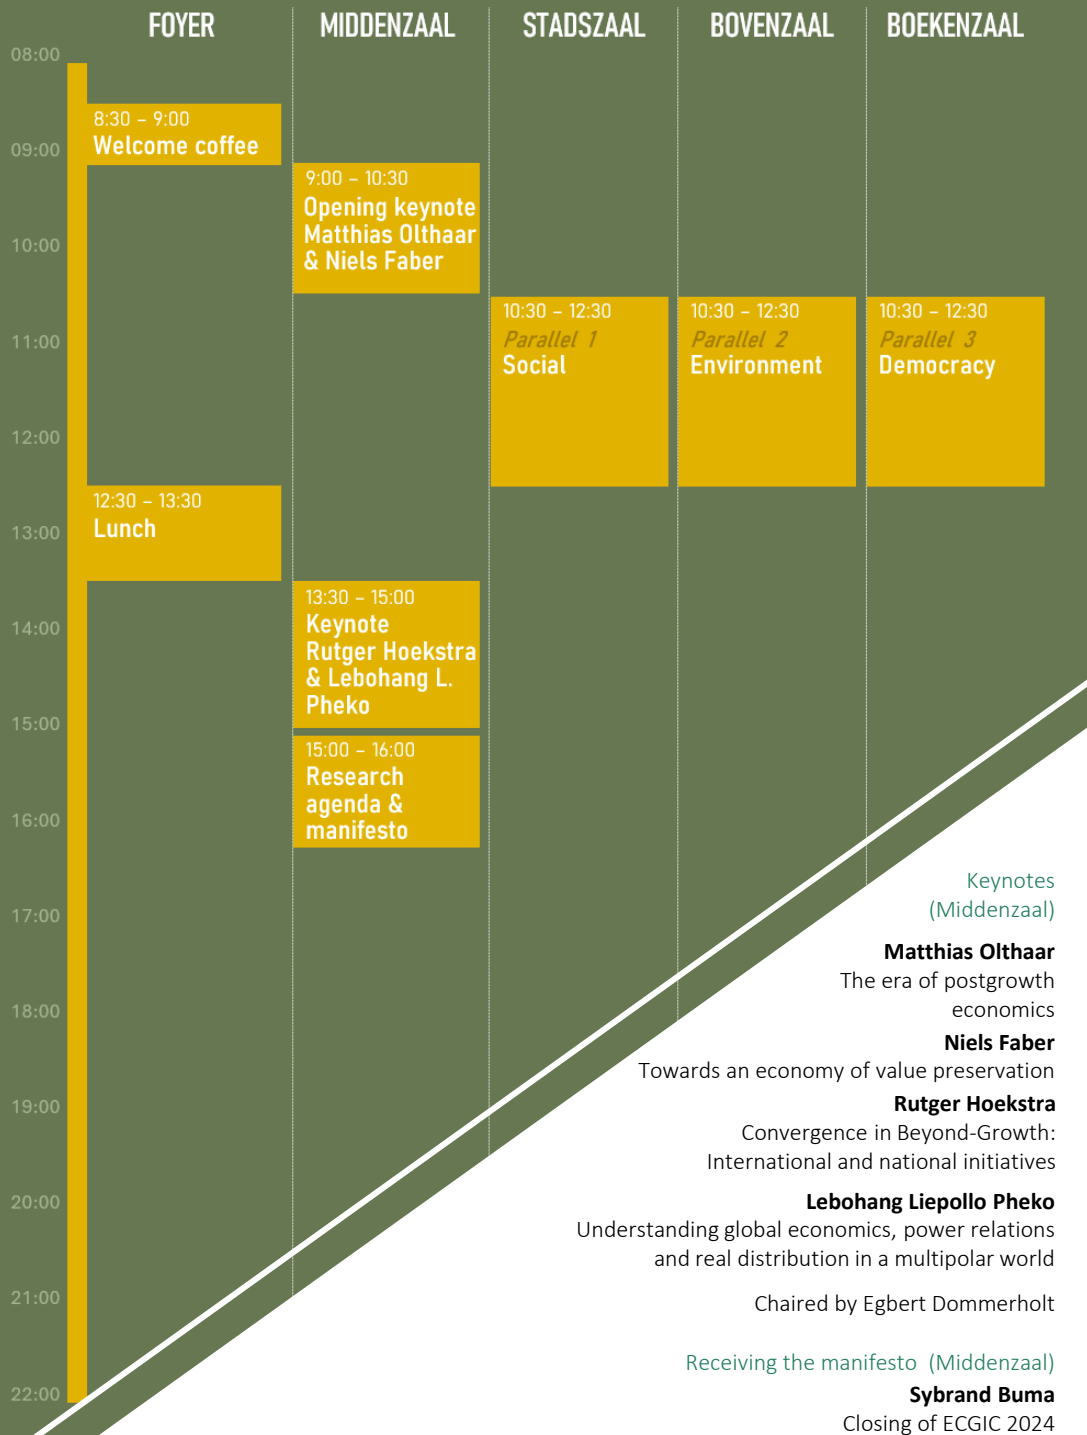 FOYER
MIDDENZAAL
STADSZAAL
BOVENZAAL
BOEKENZAAL
08:00
09:00
10:00
11:00
12:00
13:00
14:00
15:00
16:00
17:00
18:00
19:00
20:00
21:00
22:00
8:30 – 9:00
Welcome coffee
9:00 – 10:30
Opening keynote
Matthias Olthaar
& Niels Faber
10:30 – 12:30
Parallel 1
Social
10:30 – 12:30
Parallel 2
Environment
10:30 – 12:30
Parallel 3
Democracy
12:30 – 13:30
Lunch
13:30 – 15:00
Keynote
Rutger Hoekstra
& Lebohang L.
Pheko
15:00 – 16:00
Research
agenda &
manifesto
Keynotes
(Middenzaal)
Matthias Olthaar
The era of postgrowth
economics
Niels Faber
Towards an economy of value preservation
Rutger Hoekstra
Convergence in Beyond-Growth:
International and national initiatives
Lebohang Liepollo Pheko
Understanding global economics, power relations
and real distribution in a multipolar world
Chaired by Egbert Dommerholt
Receiving the manifesto (Middenzaal)
Sybrand Buma
Closing of ECGIC 2024